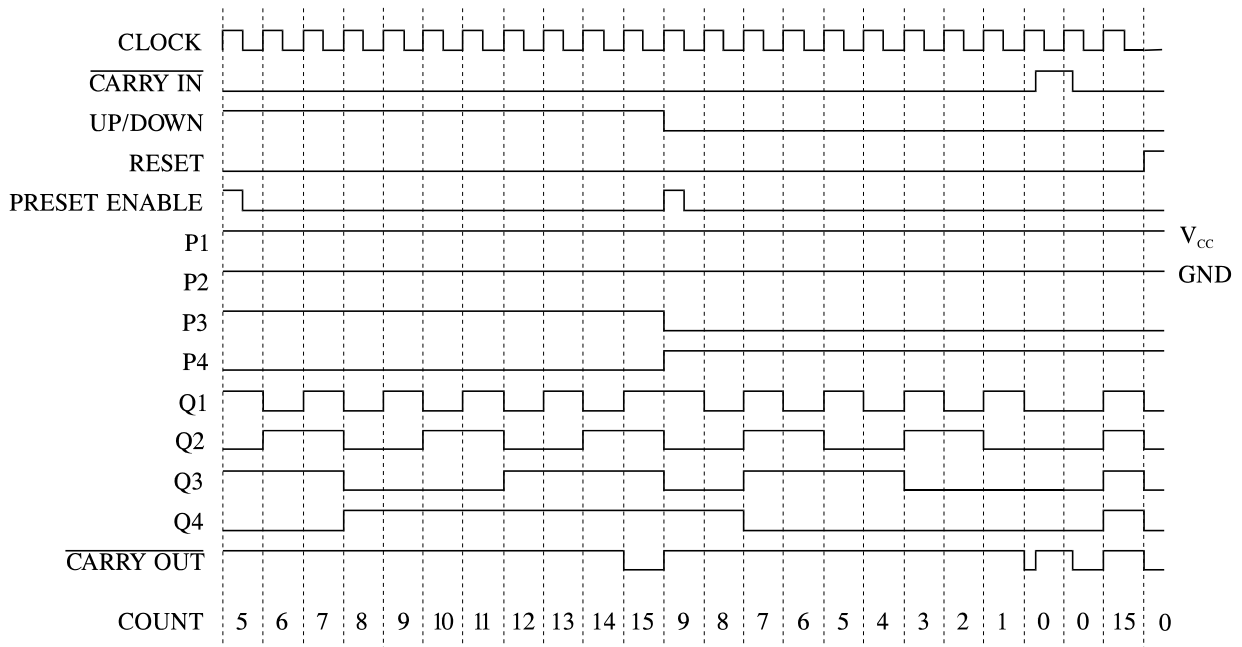 CLOCK
CARRY IN
UP/DOWN
RESET
PRESET ENABLE
P1 VCC
P2 GND
P3
P4
Q1
Q2
Q3
Q4
CARRY OUT
COUNT 5 6 7 8 9 10 11 12 13 14 15 9 8 7 6 5 4 3 2 1 0 0 15 0